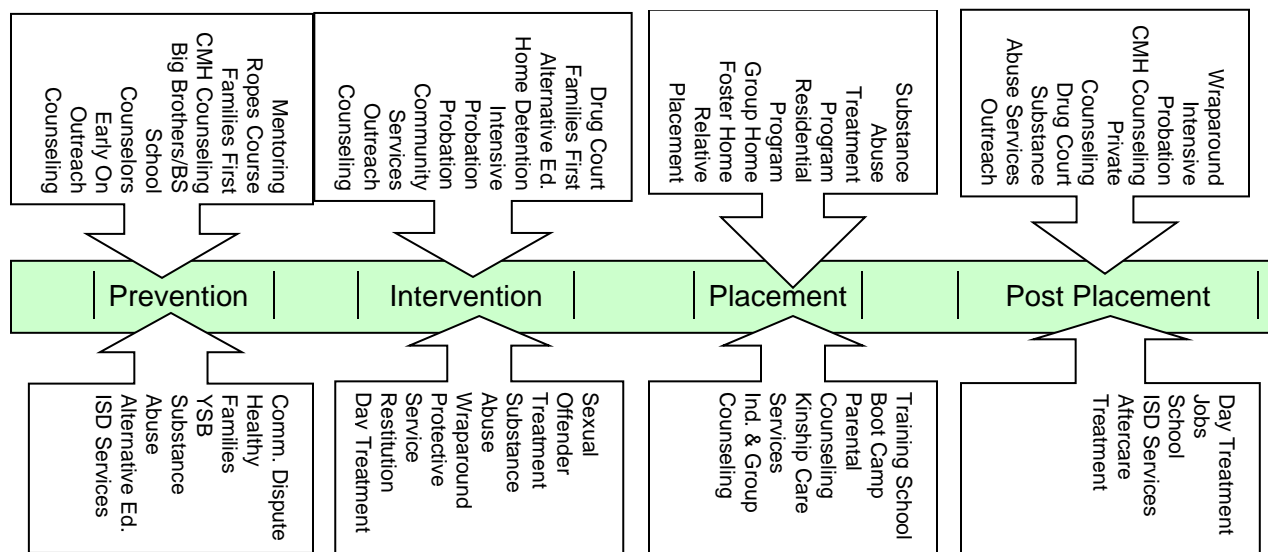 Mentoring
Ropes Course
Families First
CMH Counseling
Big Brothers/BS
School
Counselors
Early On
Outreach
Counseling
Drug Court
Families First
Alternative Ed.
Home Detention
Intensive
Probation
Probation
Community
Services
Outreach
Counseling
Substance
Abuse
Treatment
Program
Residential
Program
Group Home
Foster Home
Relative
Placement
Wraparound
Intensive
Probation
CMH Counseling
Private
Counseling
Drug Court
Substance
Abuse Services
Outreach
Prevention
Intervention
Placement
Post Placement
Comm. Dispute
Healthy
Families
YSB
Substance
Abuse
Alternative Ed.
ISD Services
Sexual
Offender
Treatment
Substance
Abuse
Wraparound
Protective
Service
Restitution
Day Treatment
Training School
Boot Camp
Parental
Counseling
Kinship Care
Services
Ind. & Group
Counseling
Day Treatment
Jobs
School
ISD Services
Aftercare
Treatment